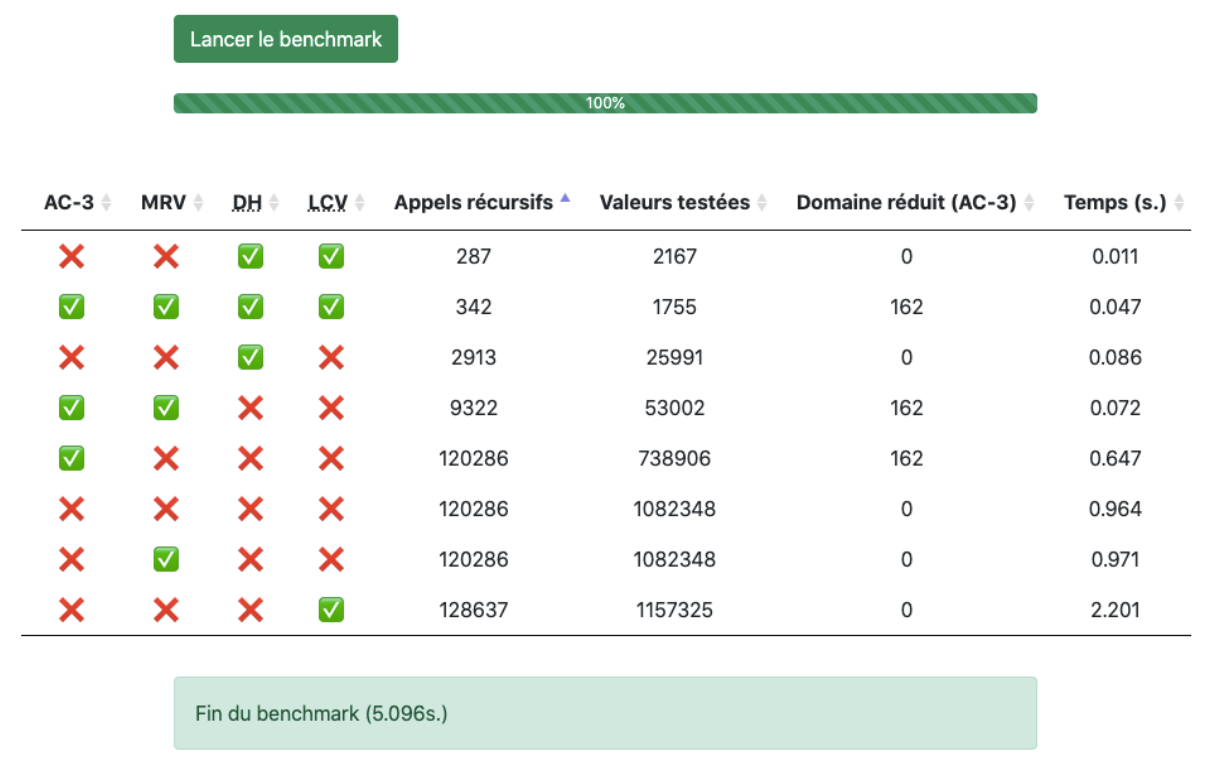 Lancer le benchmark
100%
AC-3 MRV DH LCV Appels récursifs Valeurs testées Domaine réduit (AC-3) Temps (s.)
❌ ❌ ✅ ✅ 287 2167 0 0.011
✅ ✅ ✅ ✅ 342 1755 162 0.047
❌ ❌ ✅ ❌ 2913 25991 0 0.086
✅ ✅ ❌ ❌ 9322 53002 162 0.072
✅ ❌ ❌ ❌ 120286 738906 162 0.647
❌ ❌ ❌ ❌ 120286 1082348 0 0.964
❌ ✅ ❌ ❌ 120286 1082348 0 0.971
❌ ❌ ❌ ✅ 128637 1157325 0 2.201
Fin du benchmark (5.096s.)